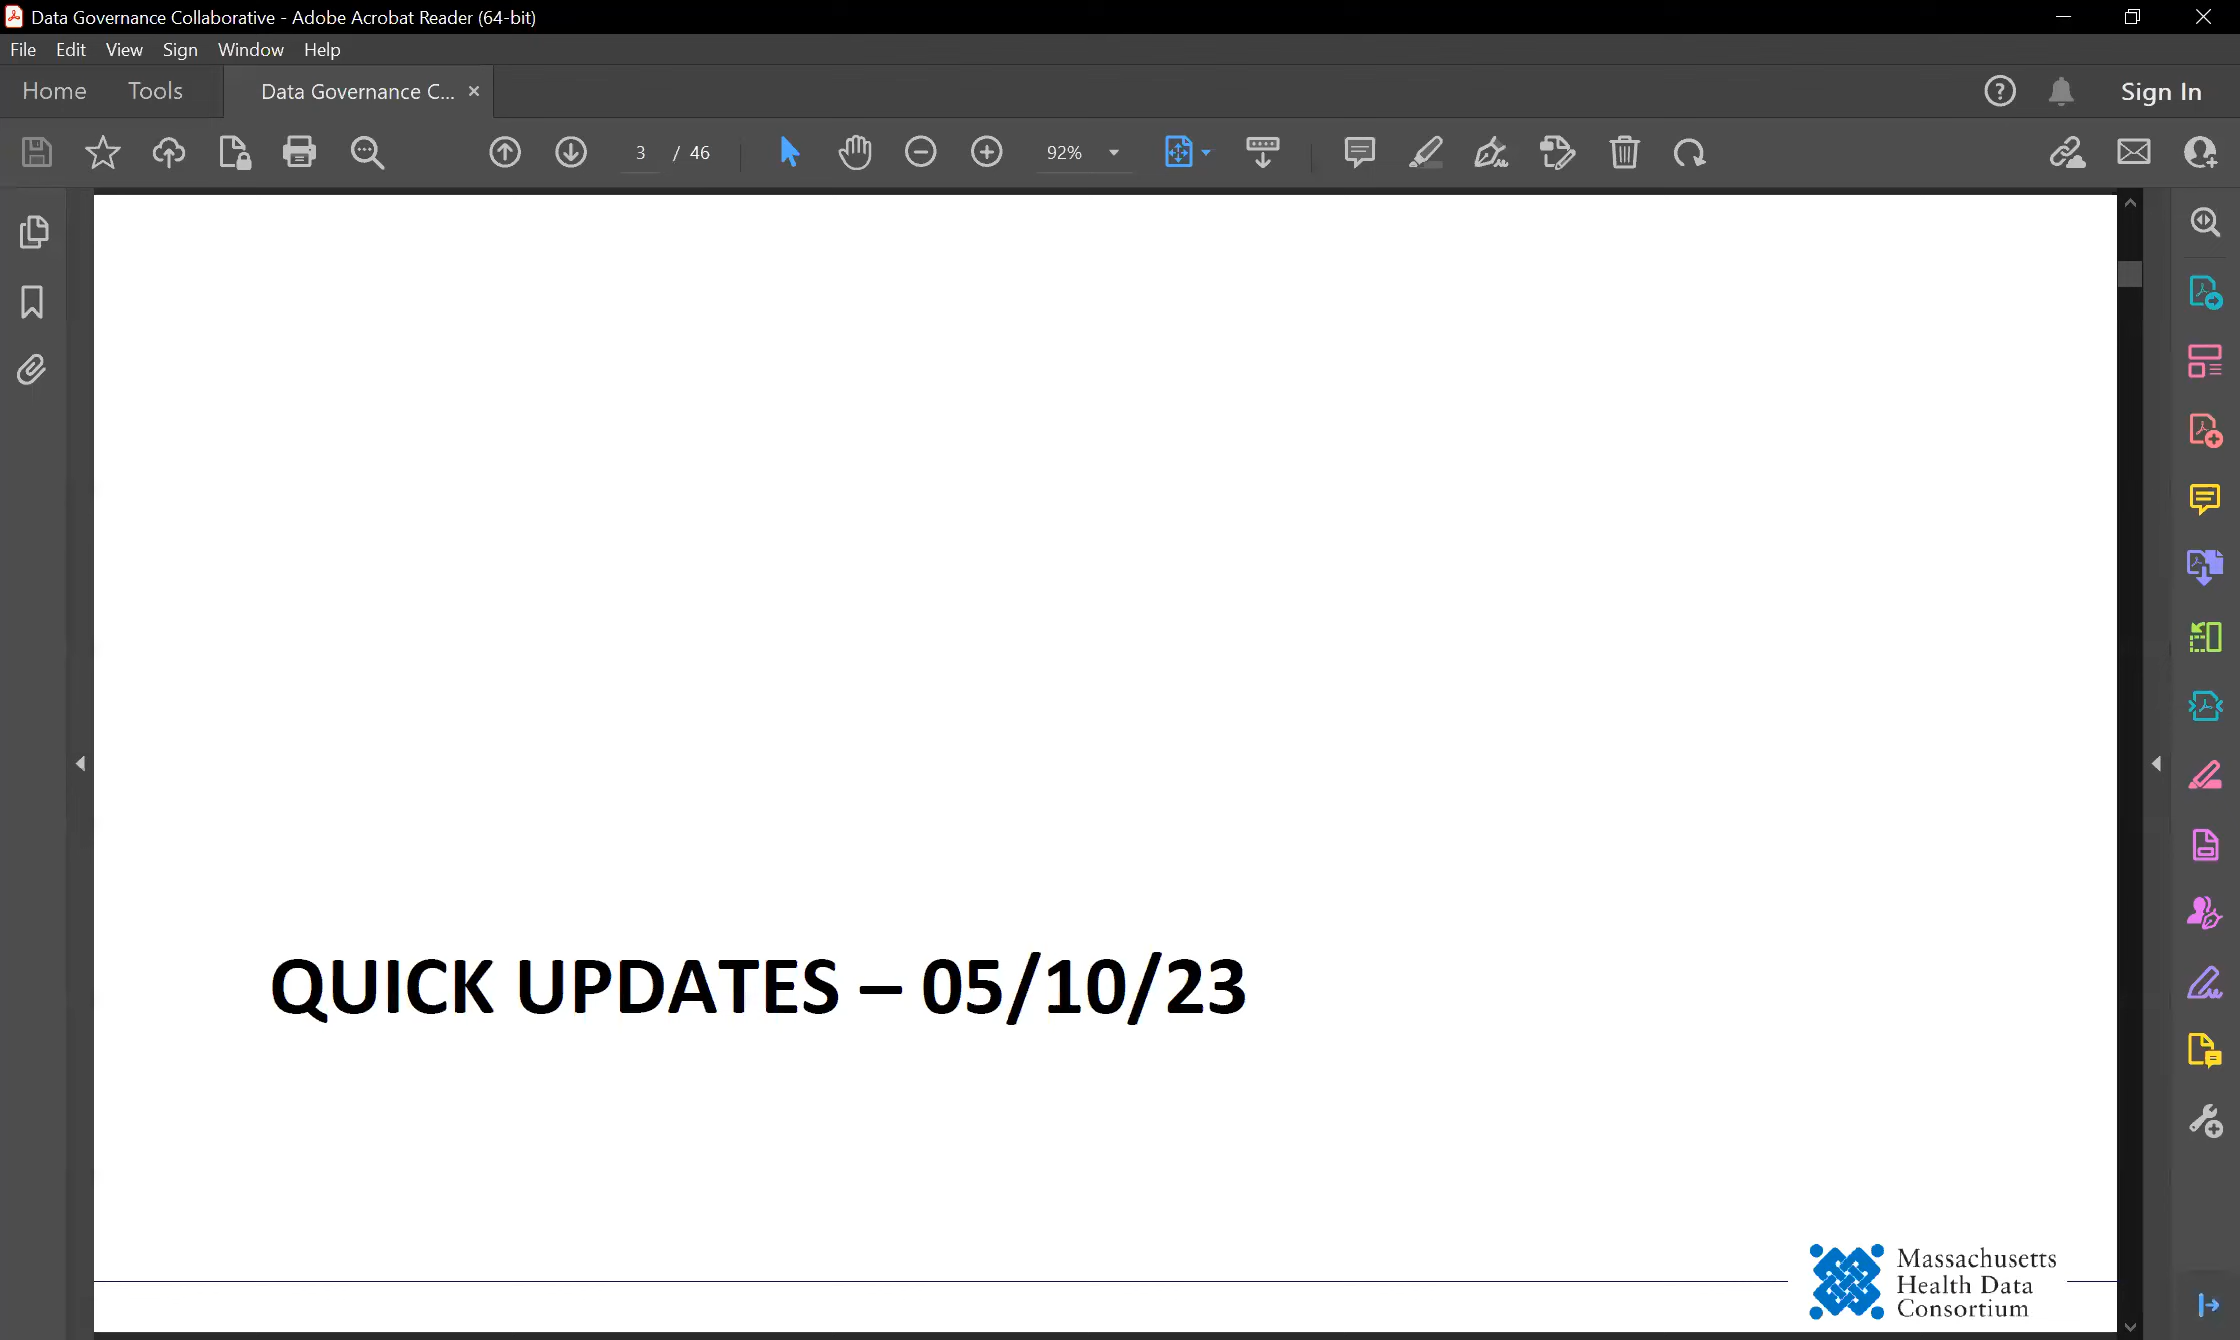 Data Governance Collaborative - Adobe Acrobat Reader (64-bit)
File Edit View Sign Window Help
Home Tools Data Governance C... Sign In
3 / 46 92%
QUICK UPDATES – 05/10/23
Massachusetts
Health Data
Consortium